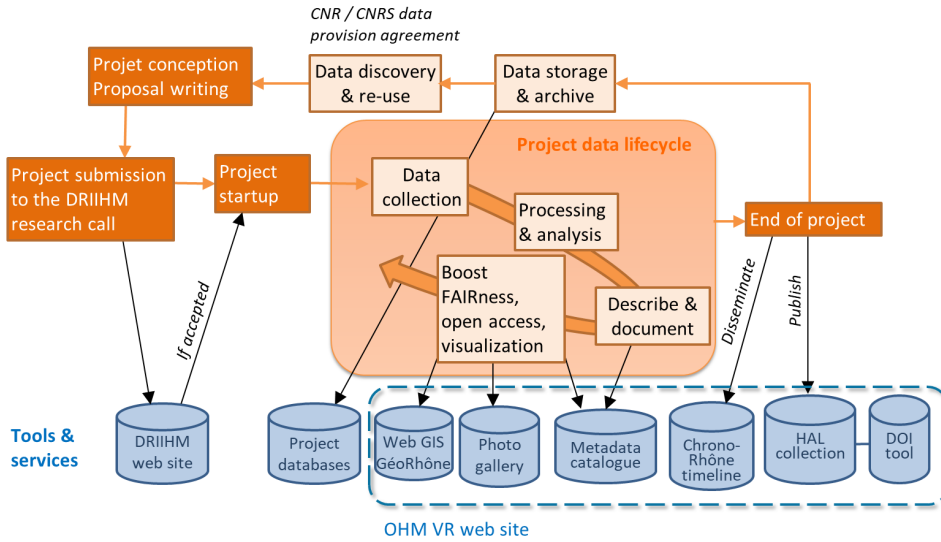 CNR / CNRS data
provision agreement
Projet conception
Proposal writing
Data discovery
& re-use
Data storage
& archive
Project data lifecycle
Project submission
to the DRIIHM
research call
Project
startup
Data
collection
Processing
& analysis
End of project
Boost
FAIRness,
open access,
visualization
Describe &
document
If accepted
Disseminate
Publish
Tools &
services
DRIIHM
web site
Project
databases
Web GIS
GéoRhône
Photo
gallery
Metadata
catalogue
Chrono-
Rhône
timeline
HAL
collection
DOI
tool
OHM VR web site